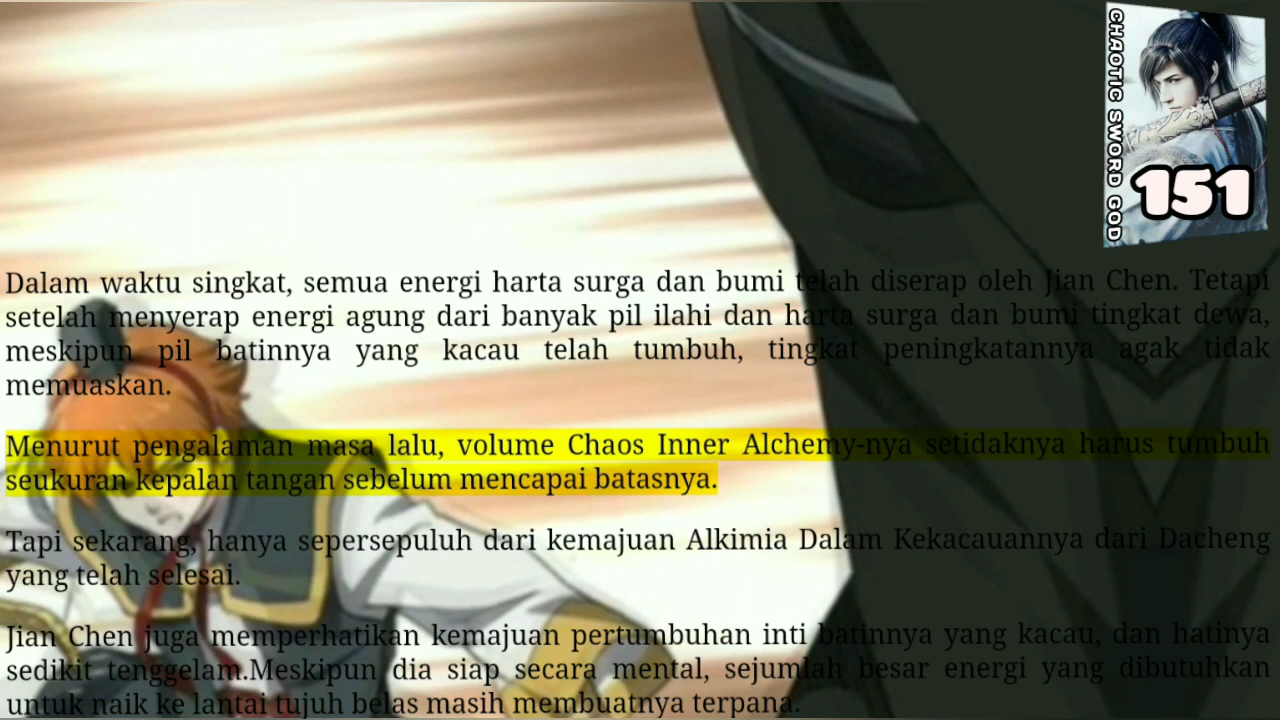 CHAOTIC SWORD GOD
151
Dalam waktu singkat, semua energi harta surga dan bumi telah diserap oleh Jian Chen. Tetapi
setelah menyerap energi agung dari banyak pil ilahi dan harta surga dan bumi tingkat dewa,
meskipun pil batinnya yang kacau telah tumbuh, tingkat peningkatannya agak tidak
memuaskan.
Menurut pengalaman masa lalu, volume Chaos Inner Alchemy-nya setidaknya harus tumbuh
seukuran kepalan tangan sebelum mencapai batasnya.
Tapi sekarang, hanya sepersepuluh dari kemajuan Alkimia Dalam Kekacauannya dari Dacheng
yang telah selesai.
Jian Chen juga memperhatikan kemajuan pertumbuhan inti batinnya yang kacau, dan hatinya
sedikit tenggelam.Meskipun dia siap secara mental, sejumlah besar energi yang dibutuhkan
untuk naik ke lantai tujuh belas masih membuatnya terpana.